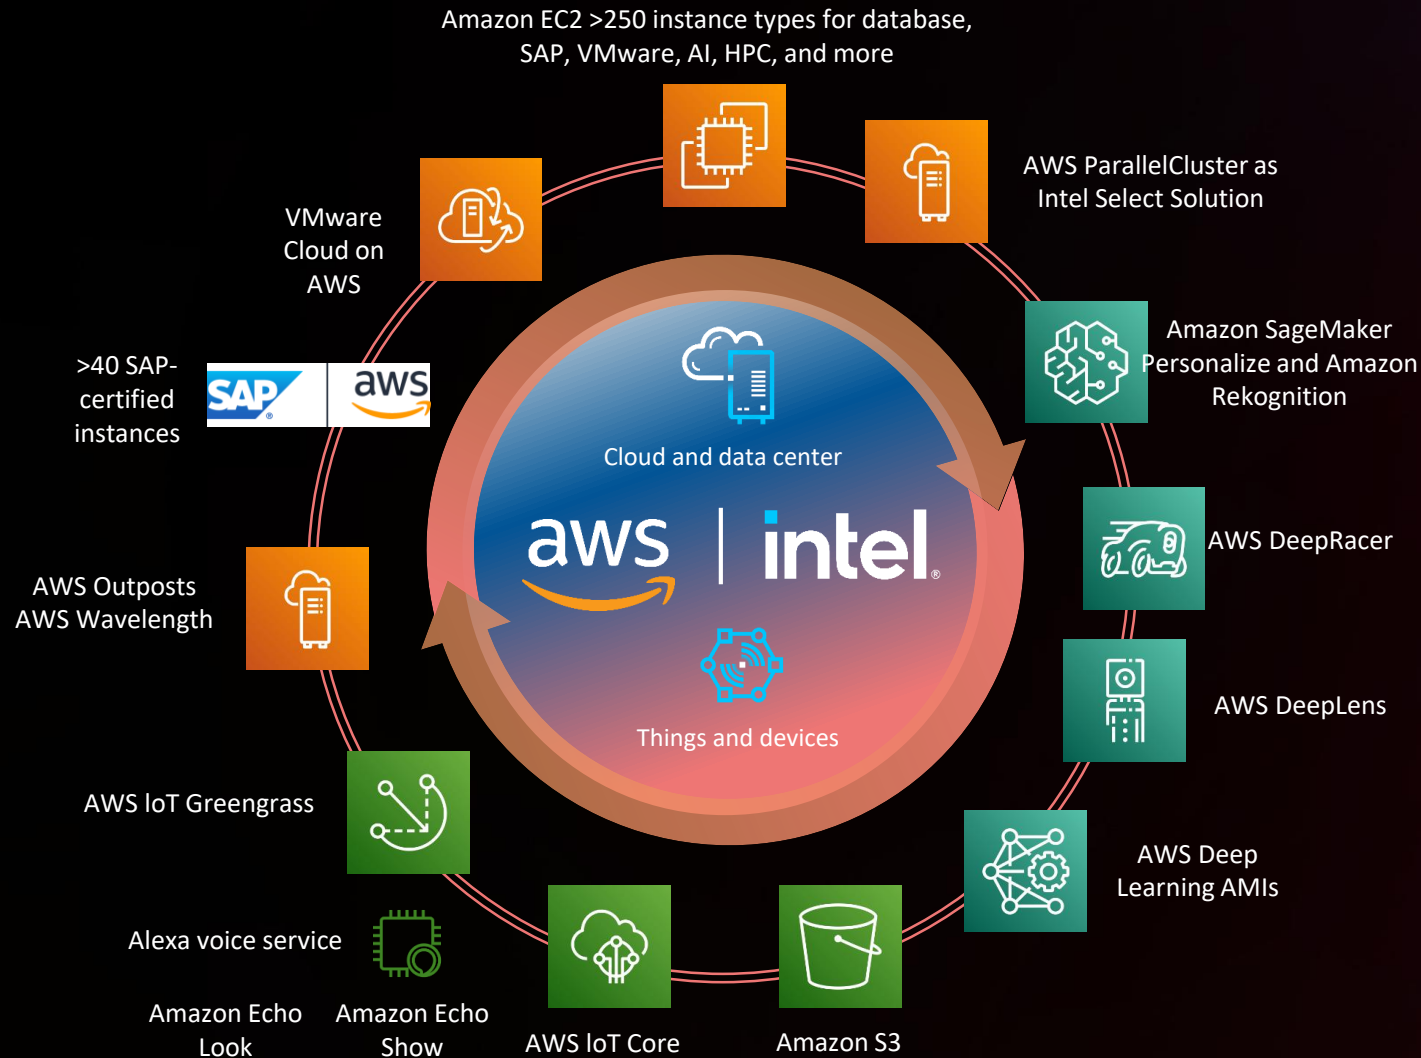 Amazon EC2 >250 instance types for database,
SAP, VMware, AI, HPC, and more
AWS ParallelCluster as
Intel Select Solution
VMware
Cloud on
AWS
Amazon SageMaker
Personalize and Amazon
Rekognition
>40 SAP-
certified
instances
SAP®
aws
Cloud and data center
aws
intel®
AWS DeepRacer
AWS Outposts
AWS Wavelength
AWS DeepLens
Things and devices
AWS loT Greengrass
AWS Deep
Learning AMIs
Alexa voice service
Amazon Echo
Look
Amazon Echo
Show
AWS loT Core
Amazon S3